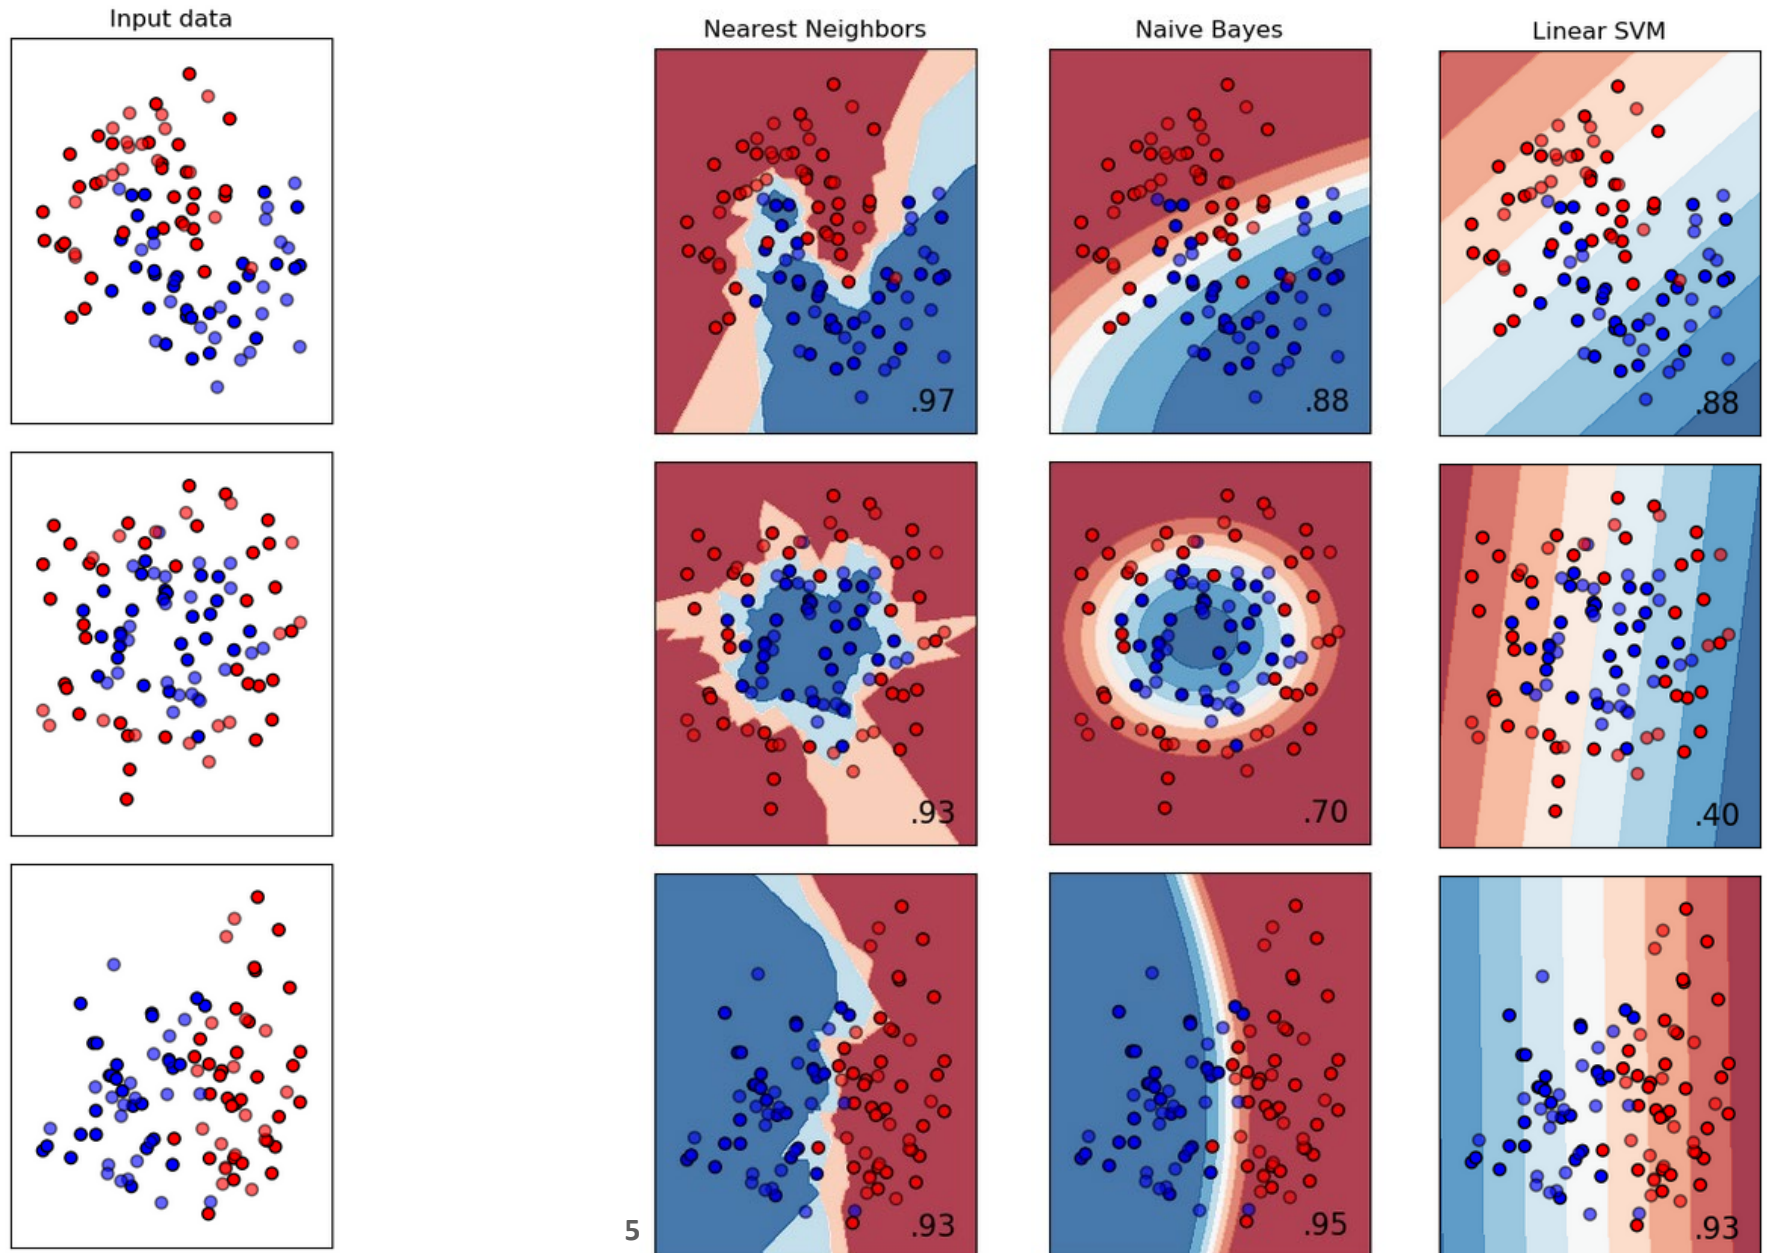 Input data
Nearest Neighbors
Naive Bayes
Linear SVM
.97
.88
.88
.93
.70
.40
5
.93
.95
.93